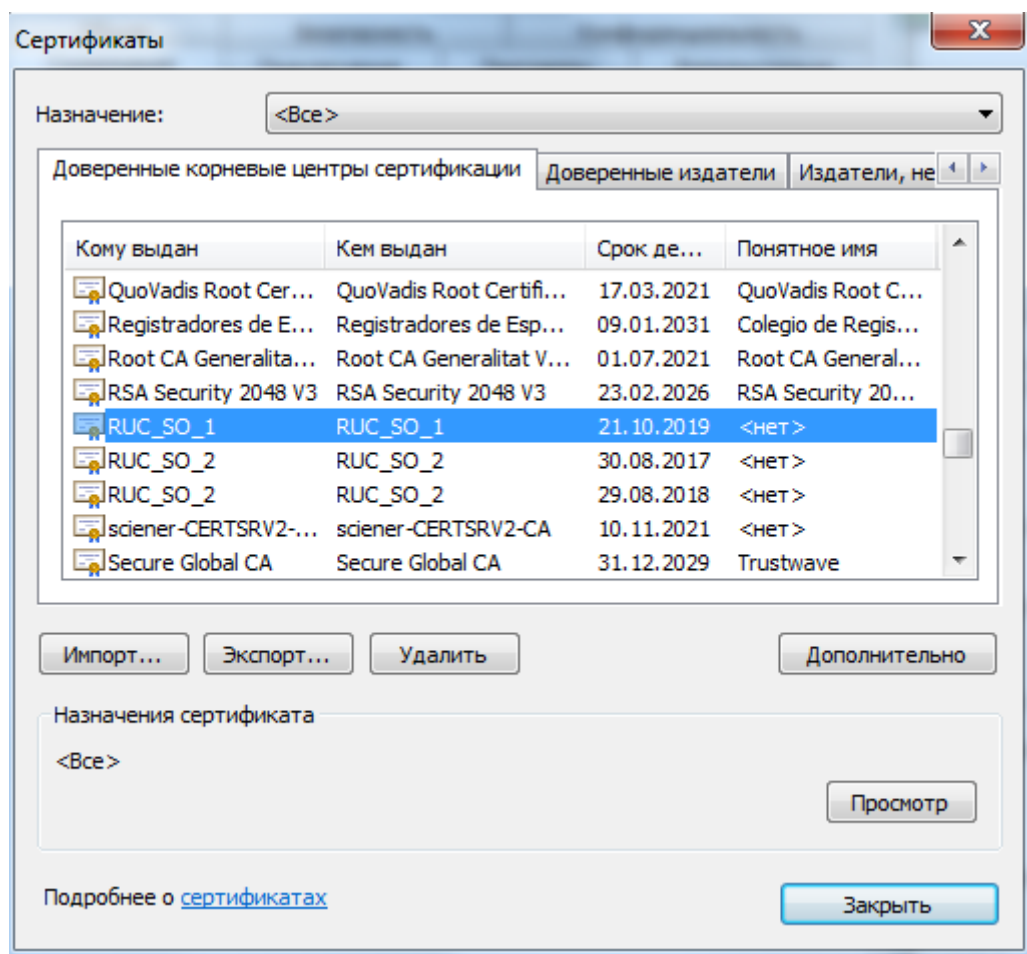 Сертификаты
Назначение: <Все>
Доверенные корневые центры сертификации Доверенные издатели Издатели, не
Кому выдан Кем выдан Срок де... Понятное имя
QuoVadis Root Cer... QuoVadis Root Certifi... 17.03.2021 QuoVadis Root C...
Registradores de E... Registradores de Esp... 09.01.2031 Colegio de Regis...
Root CA Generalita... Root CA Generalitat V... 01.07.2021 Root CA General...
RSA Security 2048 V3 RSA Security 2048 V3 23.02.2026 RSA Security 20...
RUC_SO_1 RUC_SO_1 21.10.2019 <нет>
RUC_SO_2 RUC_SO_2 30.08.2017 <нет>
RUC_SO_2 RUC_SO_2 29.08.2018 <нет>
sciener-CERTSRV2-... sciener-CERTSRV2-CA 10.11.2021 <нет>
Secure Global CA Secure Global CA 31.12.2029 Trustwave
Импорт... Экспорт... Удалить Дополнительно
Назначения сертификата
<Все>
Просмотр
Подробнее о сертификатах
Закрыть